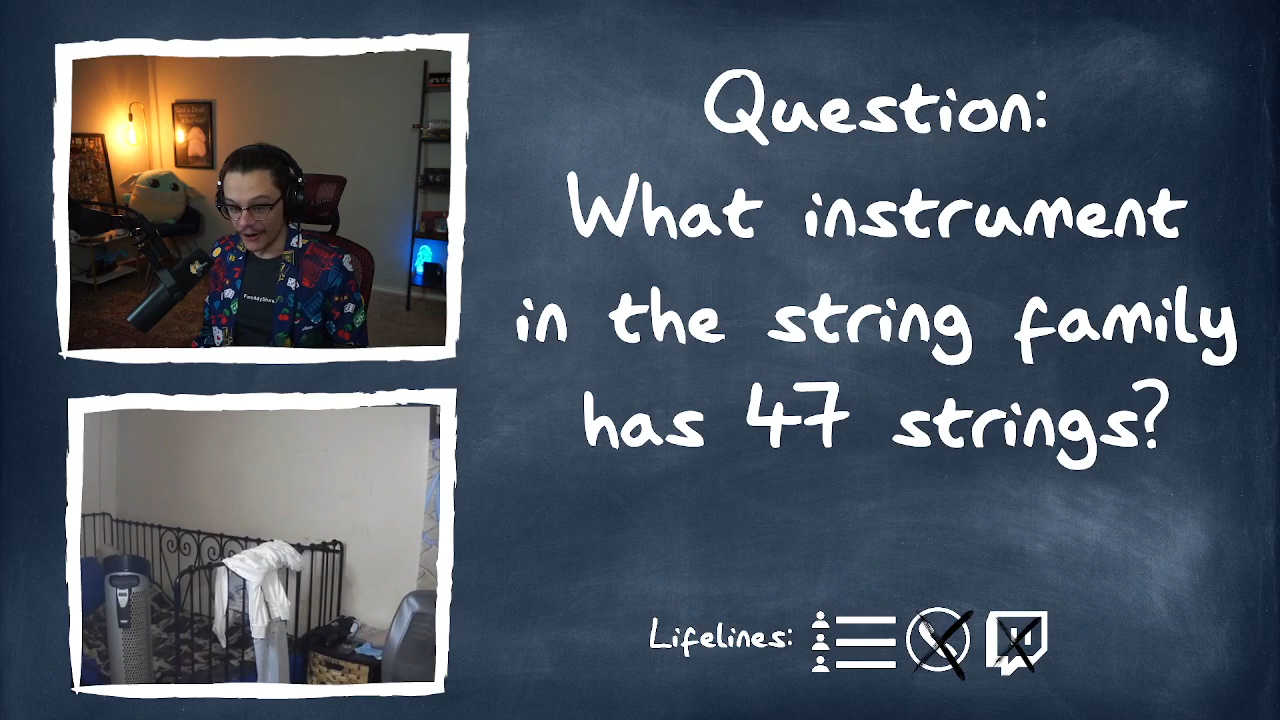 Question:
What instrument
in the string family
has 47 strings?
Lifelines: